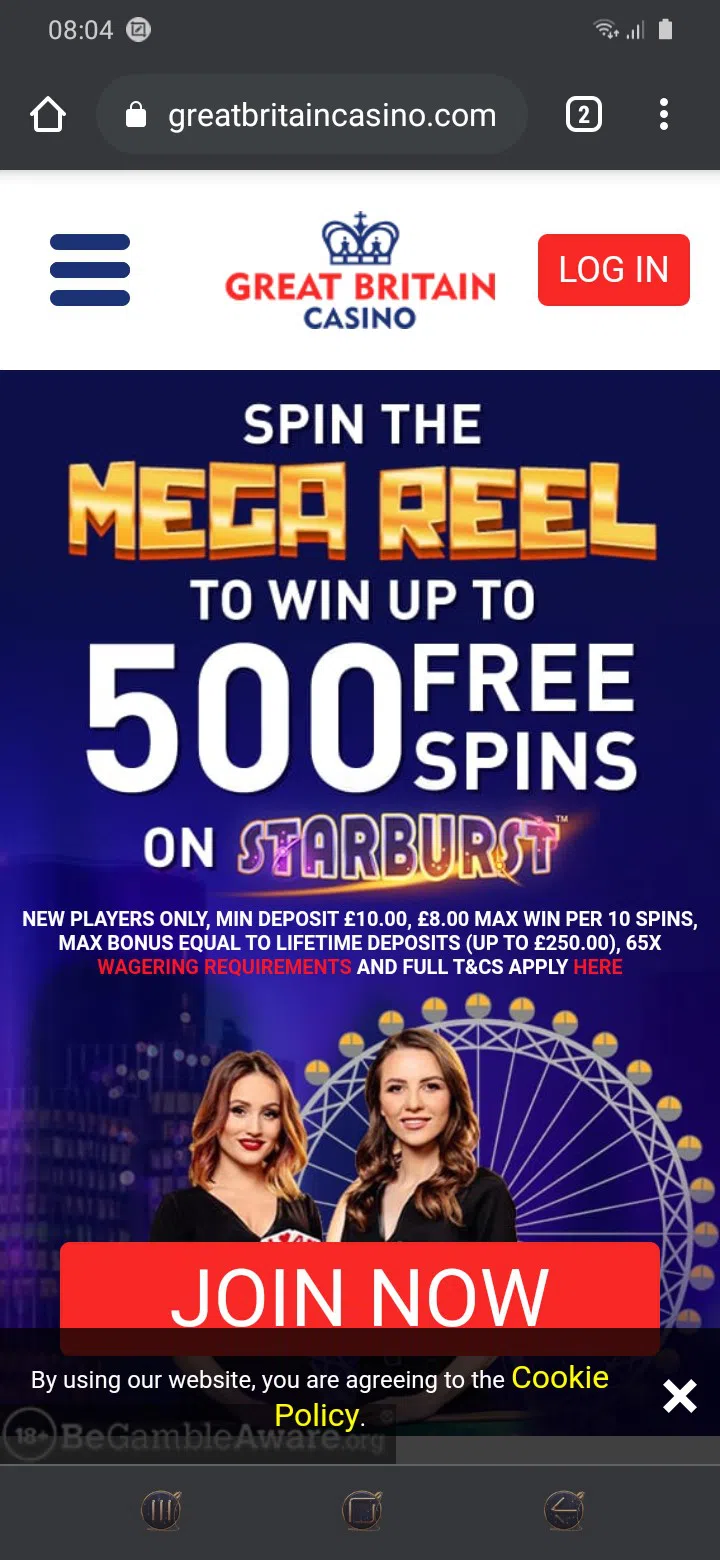 08:04
greatbritaincasino.com
2
GREAT BRITAIN
CASINO
LOG IN
SPIN THE
MEGA REEL
TO WIN UP TO
500 FREE
SPINS
ON STARBURST™
NEW PLAYERS ONLY, MIN DEPOSIT £10.00, £8.00 MAX WIN PER 10 SPINS,
MAX BONUS EQUAL TO LIFETIME DEPOSITS (UP TO £250.00), 65X
WAGERING REQUIREMENTS AND FULL T&CS APPLY HERE
JOIN NOW
By using our website, you are agreeing to the Cookie
Policy.
18+ BeGambleAware.org